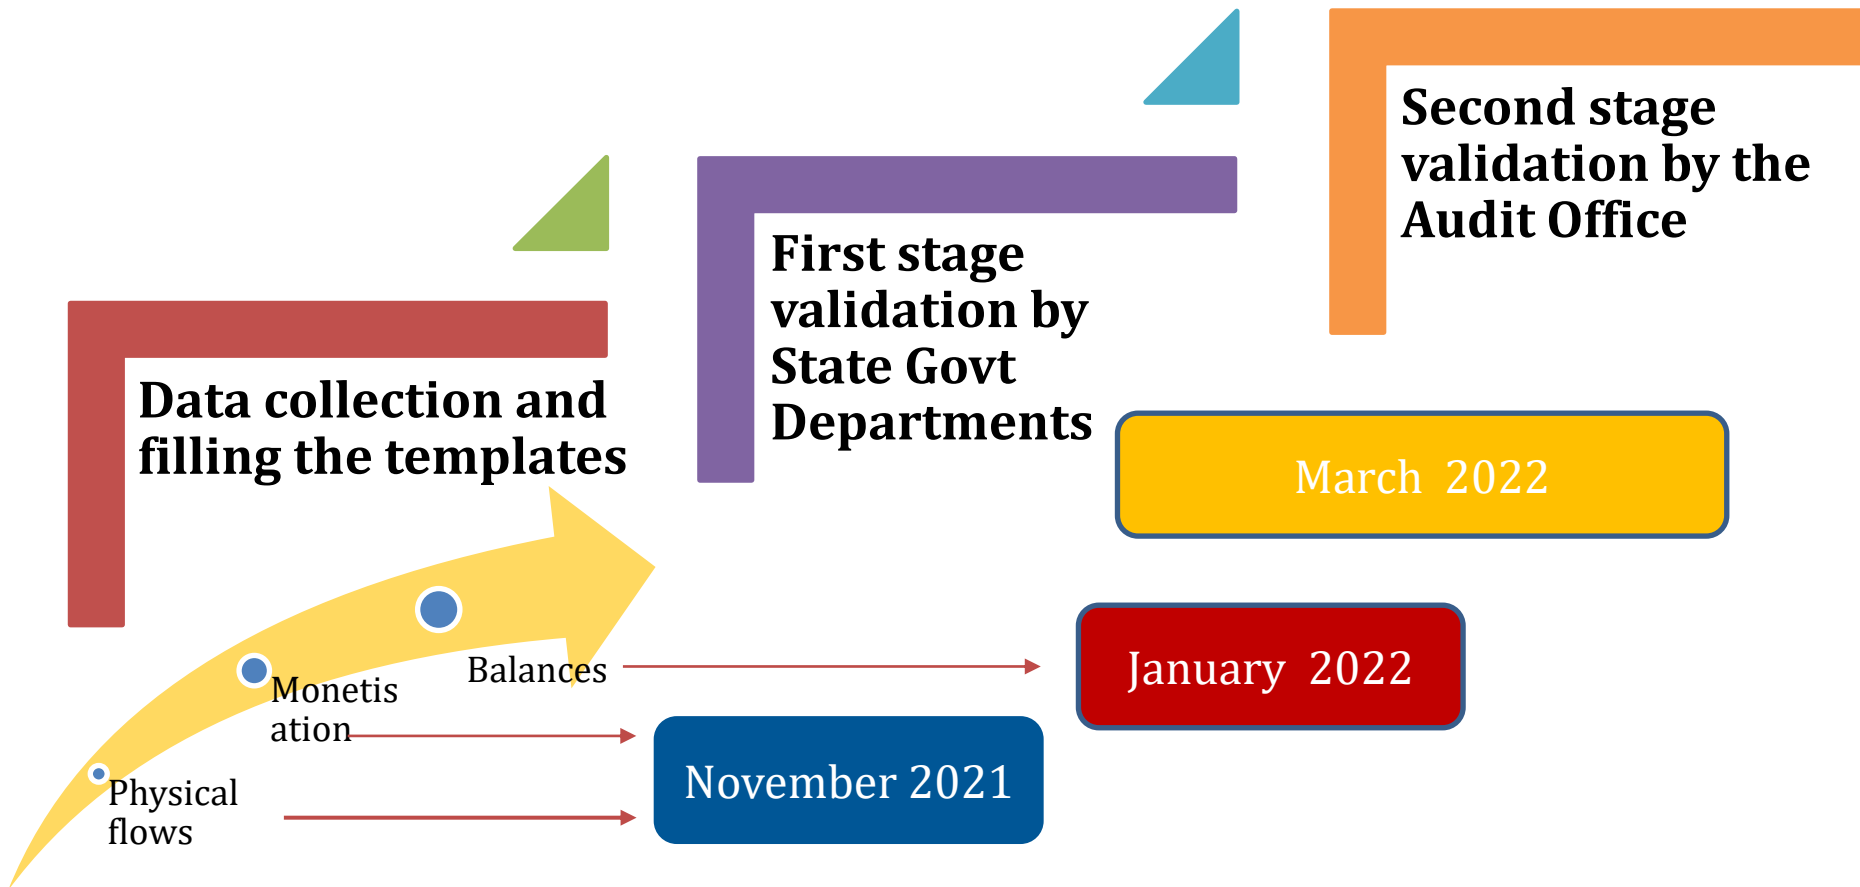 Second stage
validation by the
Audit Office
First stage
validation by
State Govt
Departments
Data collection and
filling the templates
March 2022
Balances
January 2022
Monetis
ation
November 2021
Physical
flows